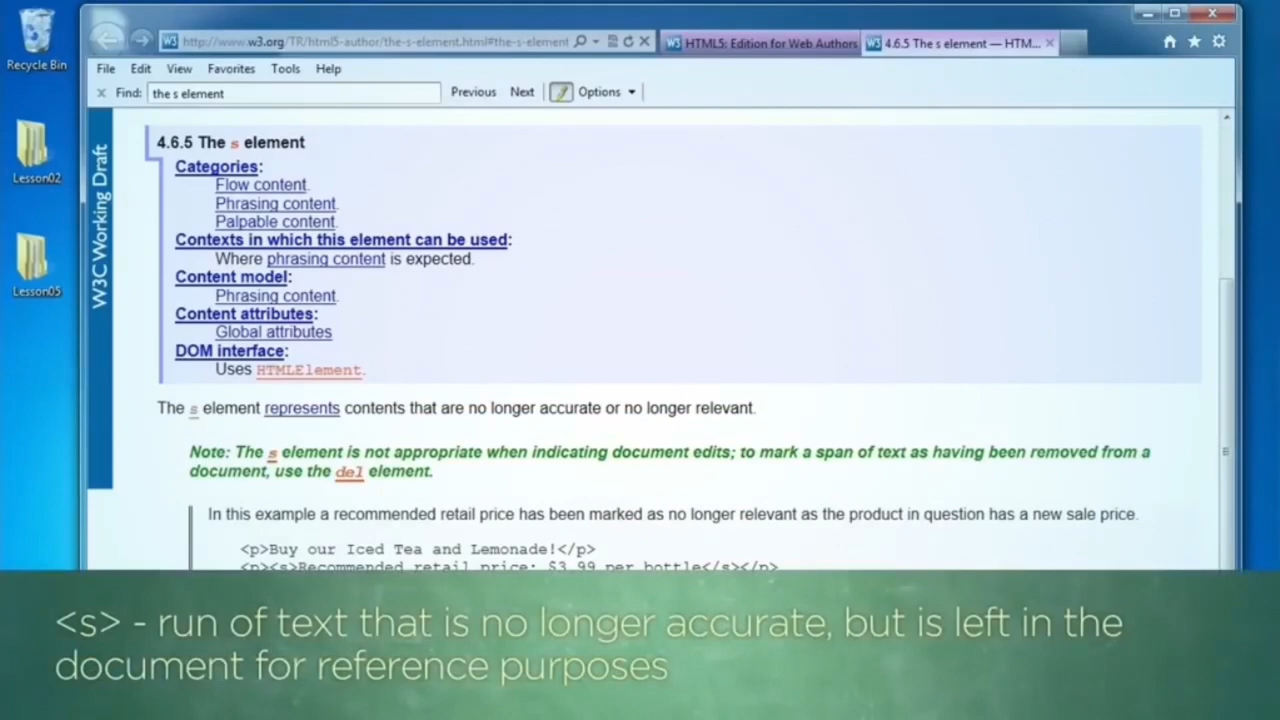 Recycle Bin
Lesson02
Lesson05
http://www.w3.org/TR/html5-author/the-s-element.html#the-s-element
HTML5: Edition for Web Authors
4.6.5 The s element — HTM...
File Edit View Favorites Tools Help
Find: the s element Previous Next Options
W3C Working Draft
4.6.5 The s element
Categories:
Flow content.
Phrasing content.
Palpable content.
Contexts in which this element can be used:
Where phrasing content is expected.
Content model:
Phrasing content.
Content attributes:
Global attributes
DOM interface:
Uses HTMLElement.
The s element represents contents that are no longer accurate or no longer relevant.
Note: The s element is not appropriate when indicating document edits; to mark a span of text as having been removed from a
document, use the del element.
In this example a recommended retail price has been marked as no longer relevant as the product in question has a new sale price.
<p>Buy our Iced Tea and Lemonade!</p>
<p><s>Recommended retail price: $3.99 per bottle</s></p>
<s> - run of text that is no longer accurate, but is left in the
document for reference purposes